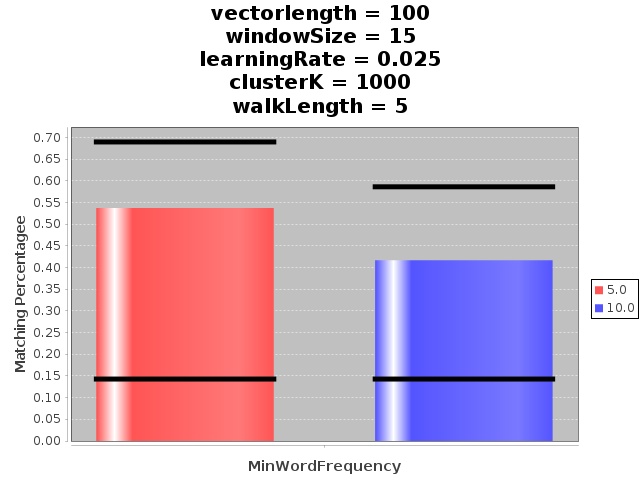 vectorlength = 100
windowSize = 15
learningRate = 0.025
clusterK = 1000
walkLength = 5
0.70
0.65
0.60
0.55
0.50
0.45
0.40
0.35
0.30
0.25
0.20
0.15
0.10
0.05
0.00
Matching Percentagee
MinWordFrequency
5.0
10.0